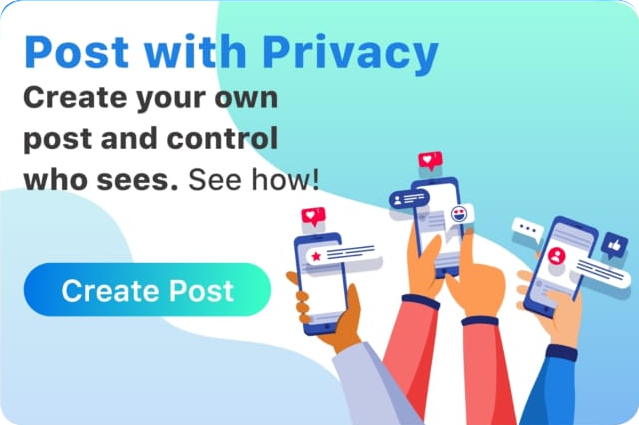 Post with Privacy
Create your own
post and control
who sees. See how!
Create Post